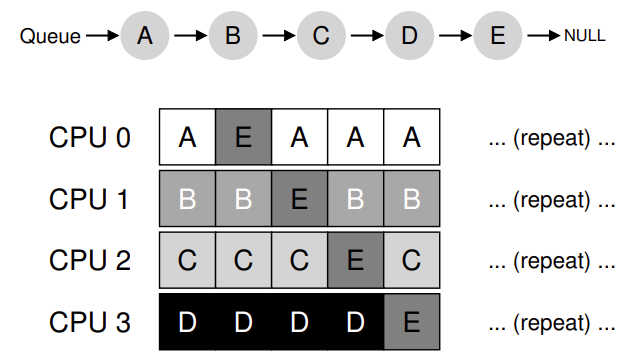 Queue A B C D E NULL
CPU 0 A E A A A ... (repeat) ...
CPU 1 B B E B B ... (repeat) ...
CPU 2 C C C E C ... (repeat) ...
CPU 3 D D D D E ... (repeat) ...